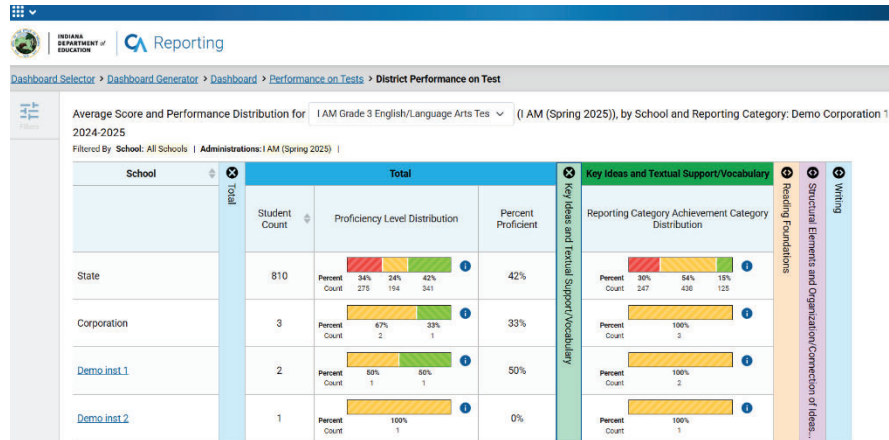 INDIANA
DEPARTMENT of
EDUCATION
CA Reporting
Dashboard Selector > Dashboard Generator > Dashboard > Performance on Tests > District Performance on Test
Filters
Average Score and Performance Distribution for I AM Grade 3 English/Language Arts Tes (I AM (Spring 2025)), by School and Reporting Category: Demo Corporation 1
2024-2025
Filtered By School: All Schools | Administrations: I AM (Spring 2025) |
School Total Total Key Ideas and Textual Support/Vocabulary Key Ideas and Textual Support/Vocabulary Reading Foundations Structural Elements and Organization/Connection of Ideas... Writing
Student Count Proficiency Level Distribution Percent Proficient Reporting Category Achievement Category Distribution
State 810 42%
Percent 34% 24% 42% Percent 30% 54% 15%
Count 275 194 341 Count 247 438 125
Corporation 3 33%
Percent 67% 33% Percent 100%
Count 2 1 Count 3
Demo inst 1 2 50%
Percent 50% 50% Percent 100%
Count 1 1 Count 2
Demo inst 2 1 0%
Percent 100% Percent 100%
Count 1 Count 1